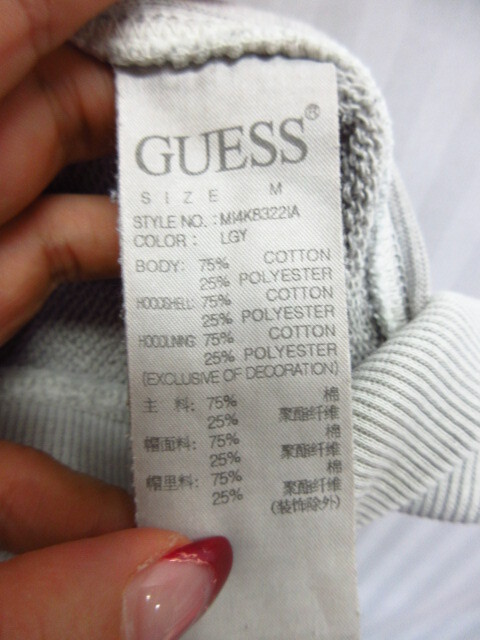 GUESS®
SIZE M
STYLE NO.: MI4K8322IA
COLOR: LGY
BODY: 75% COTTON
25% POLYESTER
HOODSHELL: 75% COTTON
25% POLYESTER
HOODLINING: 75% COTTON
25% POLYESTER
(EXCLUSIVE OF DECORATION)
主 料: 75% 棉
25% 聚酯纤维
帽面料: 75% 棉
25% 聚酯纤维
帽里料: 75% 棉
25% 聚酯纤维
(装饰除外)